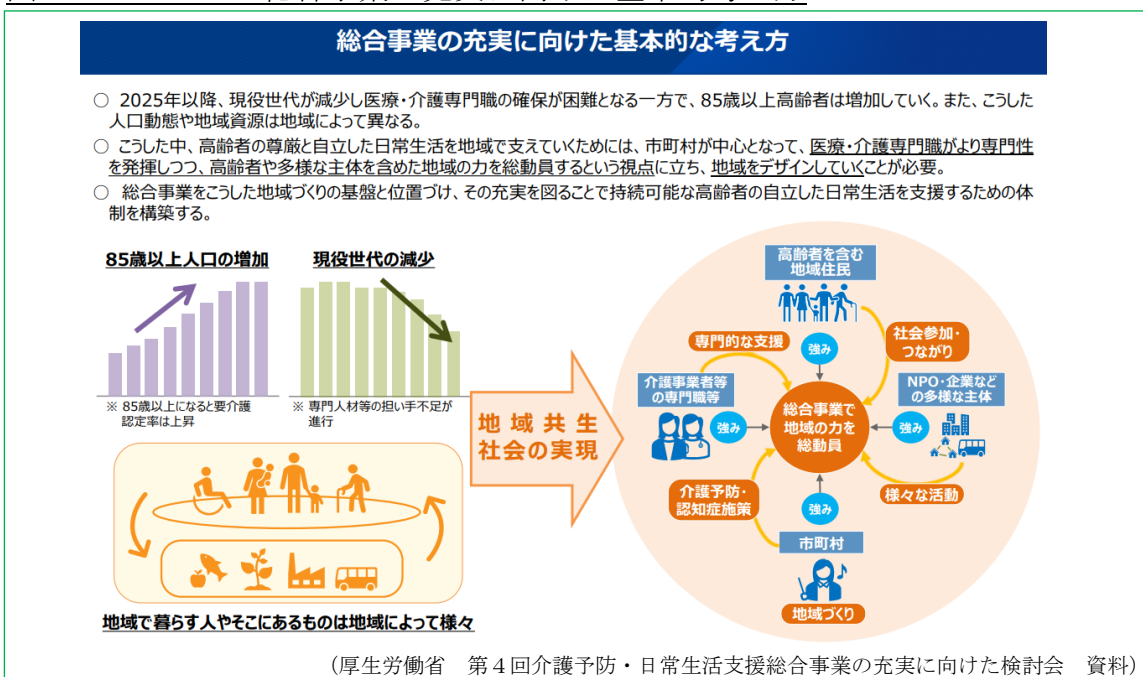 総合事業の充実に向けた基本的な考え方
○ 2025年以降、現役世代が減少し医療・介護専門職の確保が困難となる一方で、85歳以上高齢者は増加していく。また、こうした
人口動態や地域資源は地域によって異なる。
○ こうした中、高齢者の尊厳と自立した日常生活を地域で支えていくためには、市町村が中心となって、医療・介護専門職がより専門性
を発揮しつつ、高齢者や多様な主体を含めた地域の力を総動員するという視点に立ち、地域をデザインしていくことが必要。
○ 総合事業をこうした地域づくりの基盤と位置づけ、その充実を図ることで持続可能な高齢者の自立した日常生活を支援するための体
制を構築する。
85歳以上人口の増加
現役世代の減少
※ 85歳以上になると要介護
認定率は上昇
※ 専門人材等の担い手不足が
進行
地域で暮らす人やそこにあるものは地域によって様々
地域共生
社会の実現
高齢者を含む
地域住民
専門的な支援
強み
社会参加・
つながり
介護事業者等
の専門職等
強み
総合事業で
地域の力を
総動員
強み
NPO・企業など
の多様な主体
介護予防・
認知症施策
強み
様々な活動
市町村
地域づくり
(厚生労働省 第4回介護予防・日常生活支援総合事業の充実に向けた検討会 資料)